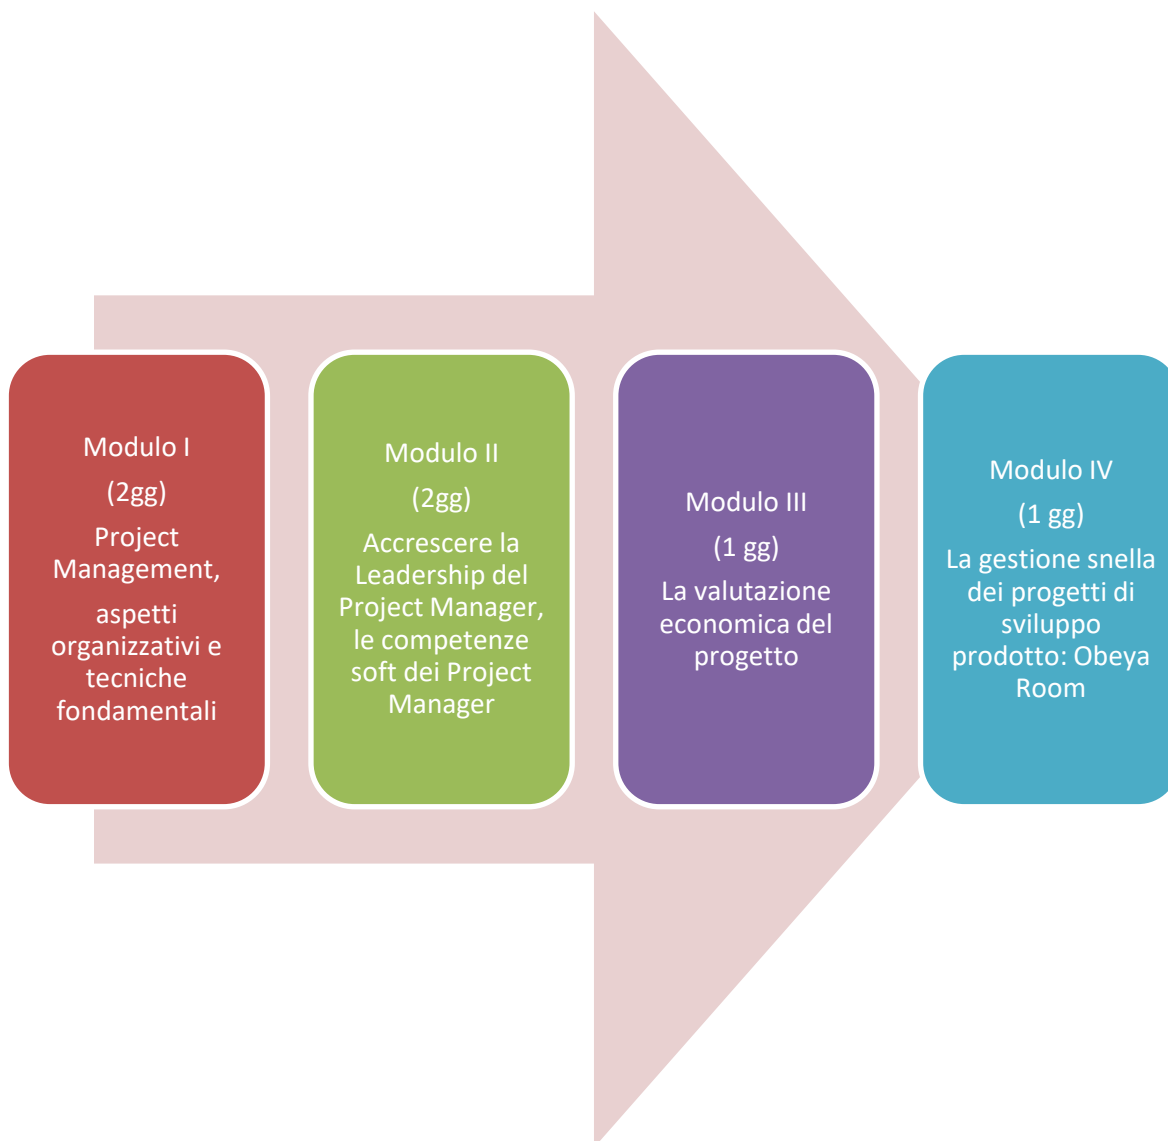 Modulo I
(2gg)
Project
Management,
aspetti
organizzativi e
tecniche
fondamentali
Modulo II
(2gg)
Accrescere la
Leadership del
Project Manager,
le competenze
soft dei Project
Manager
Modulo III
(1 gg)
La valutazione
economica del
progetto
Modulo IV
(1 gg)
La gestione snella
dei progetti di
sviluppo
prodotto: Obeya
Room